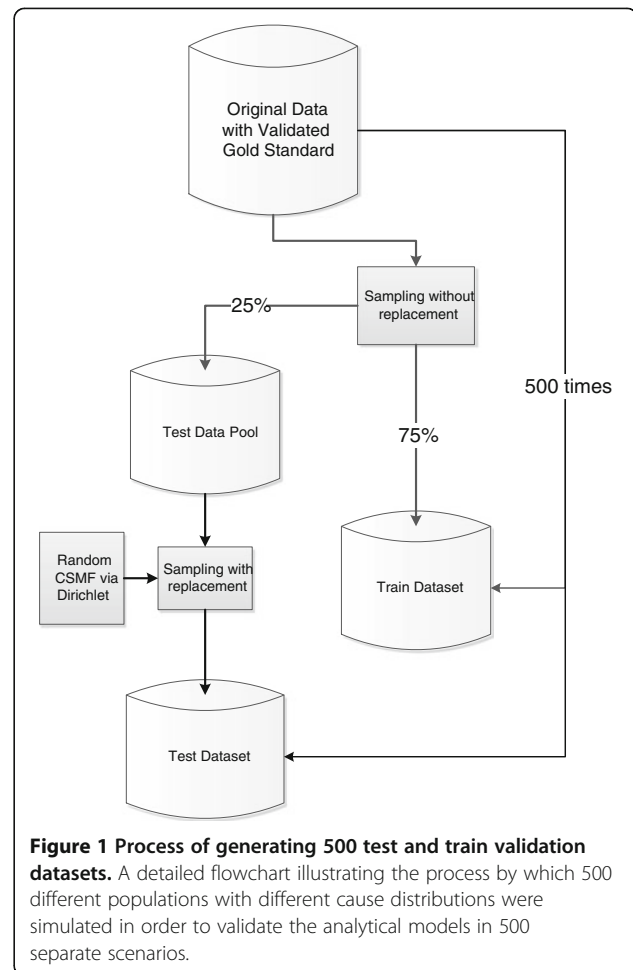 Original Data
with Validated
Gold Standard
Sampling without
replacement
25%
500 times
Test Data Pool
75%
Random
CSMF via
Dirichlet
Sampling with
replacement
Train Dataset
Test Dataset
Figure 1 Process of generating 500 test and train validation
datasets. A detailed flowchart illustrating the process by which 500
different populations with different cause distributions were
simulated in order to validate the analytical models in 500
separate scenarios.